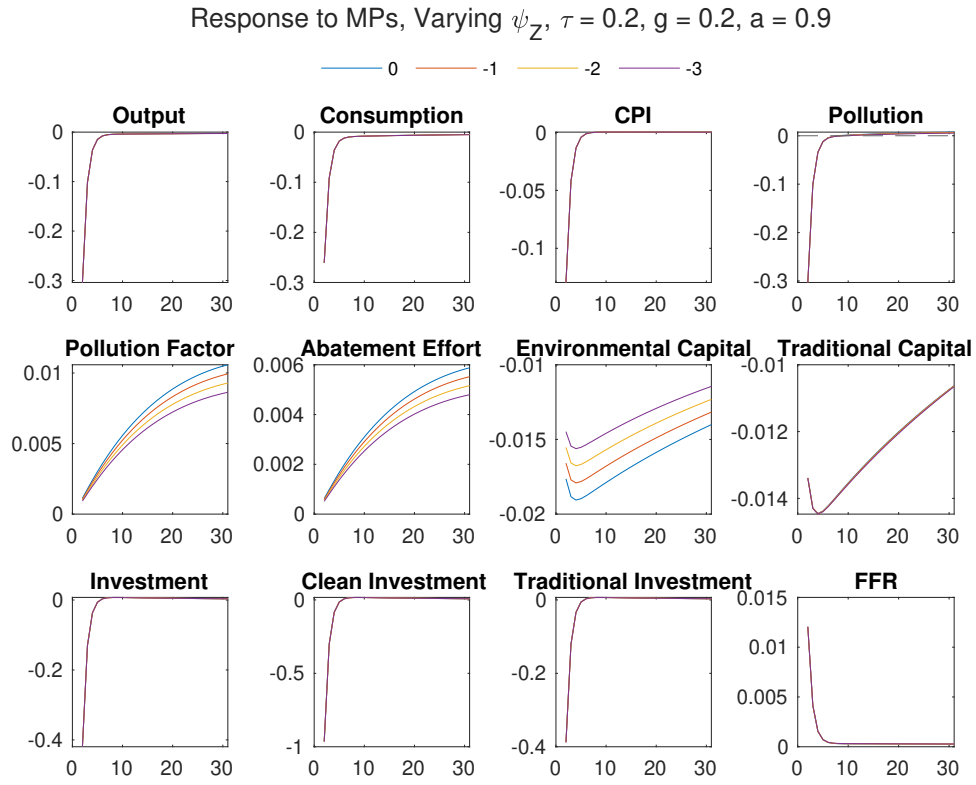 Response to MPs, Varying ψ_Z, τ = 0.2, g = 0.2, a = 0.9
0 -1 -2 -3
Output Consumption CPI Pollution
0 0 0 0
-0.1 -0.1 -0.05 -0.1
-0.2 -0.2 -0.1 -0.2
-0.3 -0.3 -0.3
0 10 20 30 0 10 20 30 0 10 20 30 0 10 20 30
Pollution Factor Abatement Effort Environmental Capital Traditional Capital
0.01 0.006 -0.01 -0.01
0.005 0.004 -0.015 -0.012
0.002 -0.014
0 0 -0.02
0 10 20 30 0 10 20 30 0 10 20 30 0 10 20 30
Investment Clean Investment Traditional Investment FFR
0 0 0 0.015
-0.2 -0.5 -0.2 0.01
0.005
-0.4 -1 -0.4 0
0 10 20 30 0 10 20 30 0 10 20 30 0 10 20 30